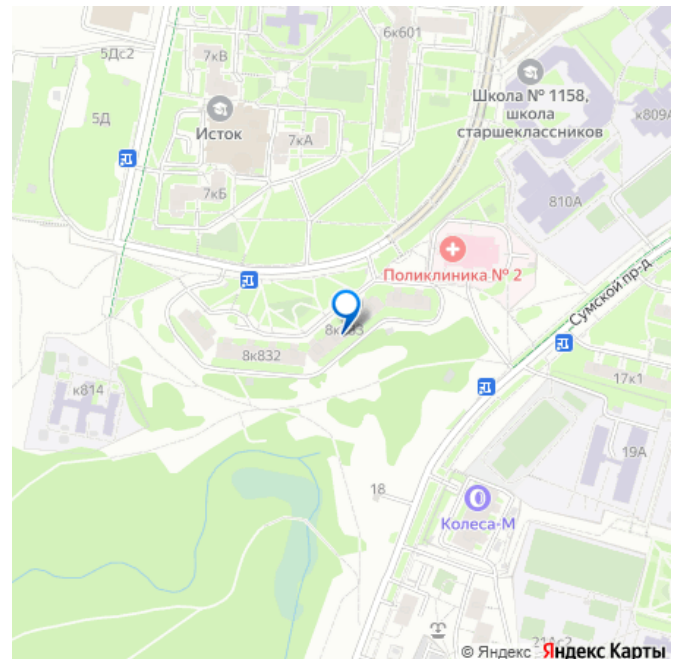 5Дс2
7кВ
6к601
Школа № 1158,
школа
старшеклассников
к809А
5Д
Исток
7кА
7кБ
810А
Поликлиника № 2
Сумской пр-д
8к832
к814
17к1
19А
18
Колеса-М
21Ас2
© Яндекс Яндекс Карты